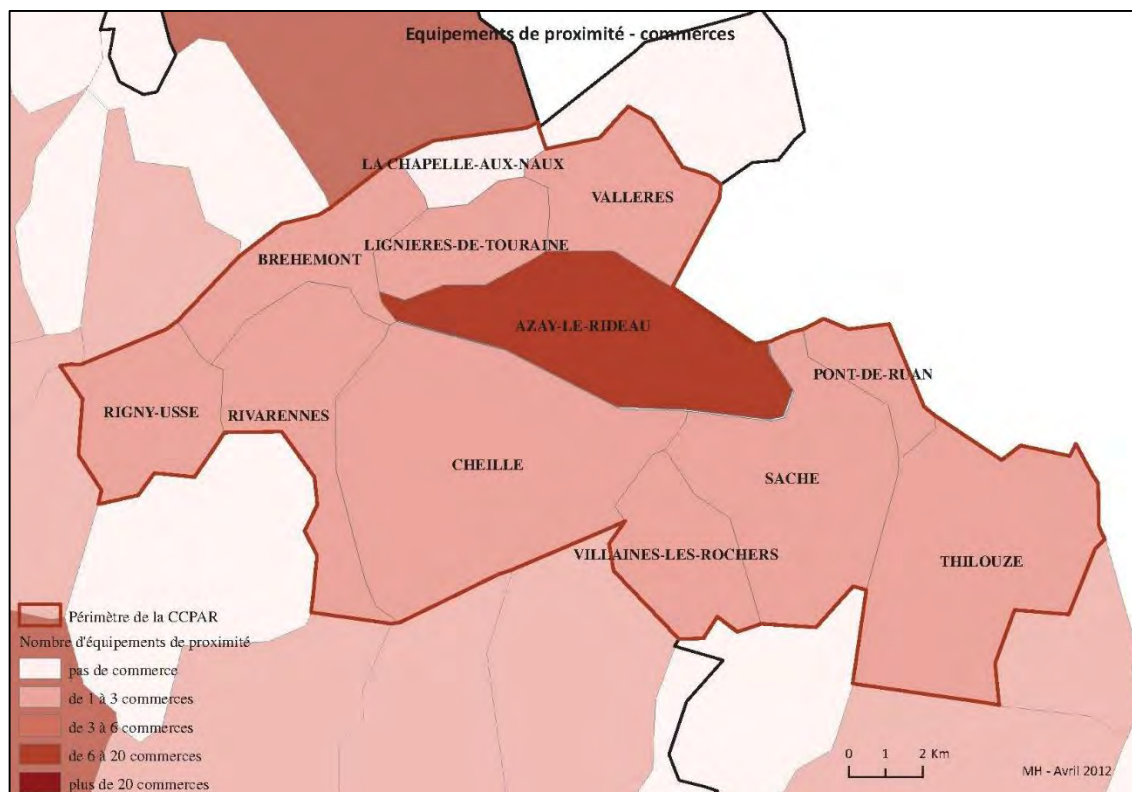 Equipements de proximité - commerces
LA CHAPELLE-AUX-NAUX
VALLERES
LIGNIERES-DE-TOURAINE
BREHEMONT
AZAY-LE-RIDEAU
PONT-DE-RUAN
RIGNY-USSE
RIVARENNES
CHEILLE
SACHE
VILLAINES-LES-ROCHERS
THILOUZE
Périmètre de la CCPAR
Nombre d'équipements de proximité
pas de commerce
de 1 à 3 commerces
de 3 à 6 commerces
de 6 à 20 commerces
plus de 20 commerces
0 1 2 Km
MH - Avril 2012